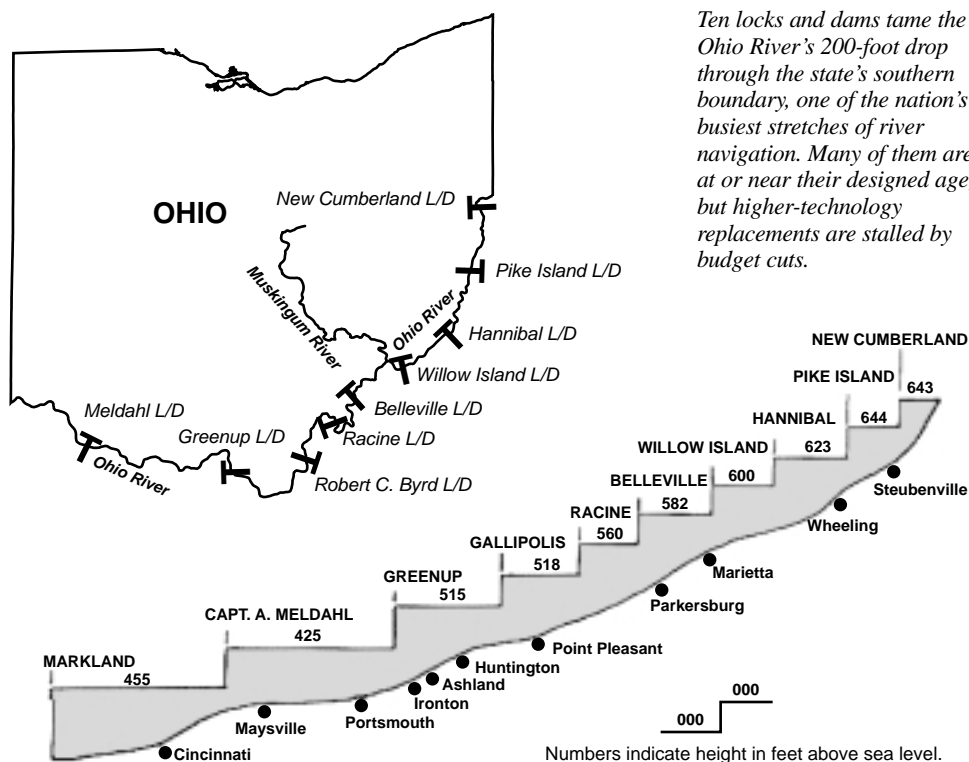 Ten locks and dams tame the
Ohio River's 200-foot drop
through the state's southern
boundary, one of the nation's
busiest stretches of river
navigation. Many of them are
at or near their designed age,
but higher-technology
replacements are stalled by
budget cuts.
OHIO
New Cumberland L/D
Pike Island L/D
Muskingum River
Ohio River
Hannibal L/D
Willow Island L/D
Belleville L/D
Racine L/D
Robert C. Byrd L/D
Greenup L/D
Meldahl L/D
Ohio River
NEW CUMBERLAND
643
PIKE ISLAND
644
HANNIBAL
623
WILLOW ISLAND
600
BELLEVILLE
582
RACINE
560
GALLIPOLIS
518
GREENUP
515
CAPT. A. MELDAHL
425
MARKLAND
455
Steubenville
Wheeling
Marietta
Parkersburg
Point Pleasant
Huntington
Ashland
Ironton
Portsmouth
Maysville
Cincinnati
000
000
Numbers indicate height in feet above sea level.